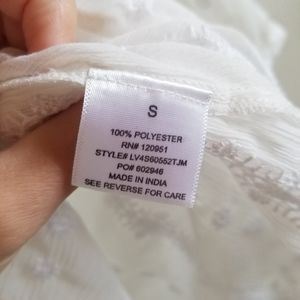 S
100% POLYESTER
RN# 120951
STYLE# LV4S60552TJM
PO# 602946
MADE IN INDIA
SEE REVERSE FOR CARE